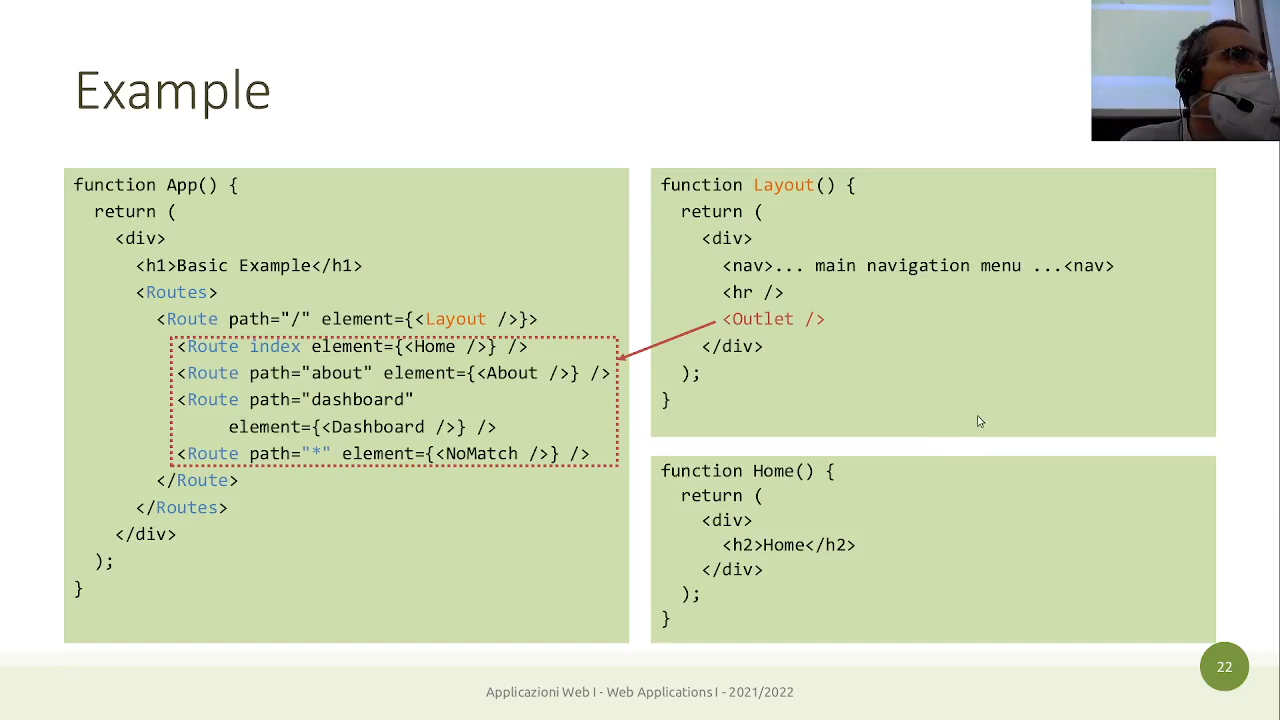 Example
function App() {
return (
<div>
<h1>Basic Example</h1>
<Routes>
<Route path="/" element={<Layout />}>
<Route index element={<Home />} />
<Route path="about" element={<About />} />
<Route path="dashboard"
element={<Dashboard />} />
<Route path="*" element={<NoMatch />} />
</Route>
</Routes>
</div>
);
}
function Layout() {
return (
<div>
<nav>... main navigation menu ...<nav>
<hr />
<Outlet />
</div>
);
}
function Home() {
return (
<div>
<h2>Home</h2>
</div>
);
}
22
Applicazioni Web I - Web Applications I - 2021/2022